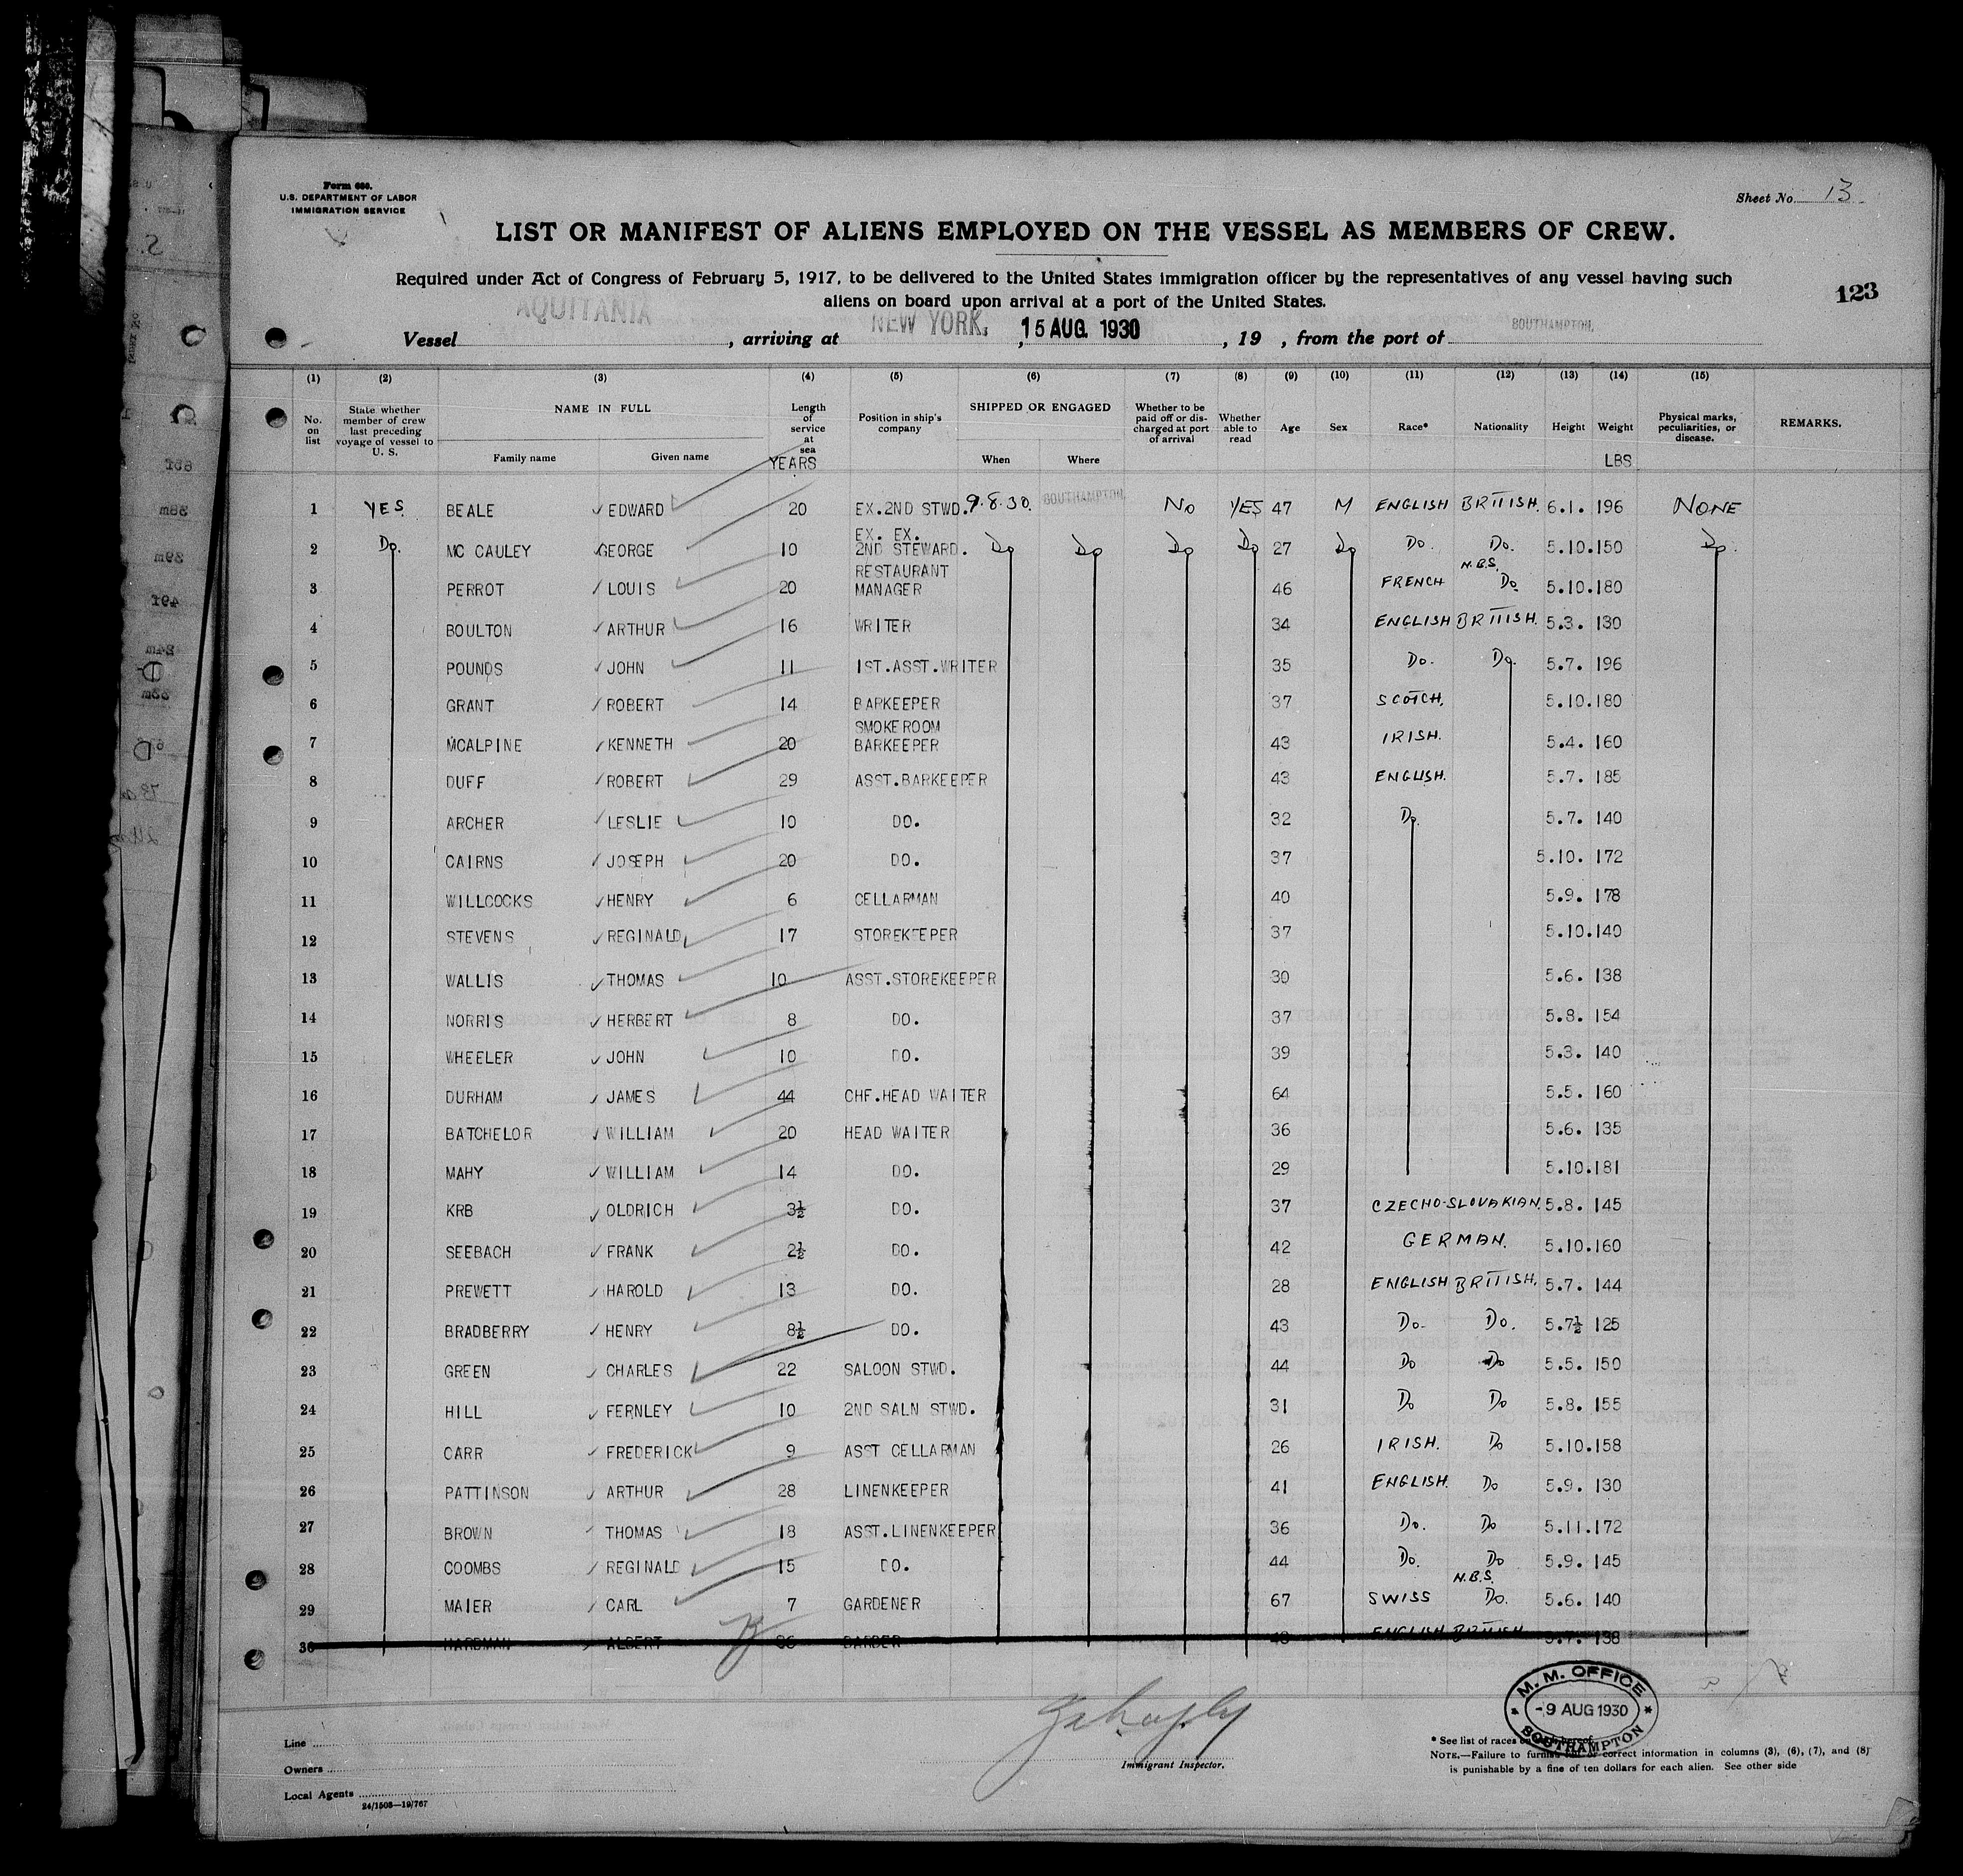 Form 686.
U.S. DEPARTMENT OF LABOR
IMMIGRATION SERVICE
Sheet No. 13
LIST OR MANIFEST OF ALIENS EMPLOYED ON THE VESSEL AS MEMBERS OF CREW.
Required under Act of Congress of February 5, 1917, to be delivered to the United States immigration officer by the representatives of any vessel having such
aliens on board upon arrival at a port of the United States.
123
Vessel AQUITANIA, arriving at NEW YORK, 15 AUG. 1930, 19 , from the port of SOUTHAMPTON.
(1) (2) (3) (4) (5) (6) (7) (8) (9) (10) (11) (12) (13) (14) (15)
No. on list State whether member of crew last preceding voyage of vessel to U. S. NAME IN FULL Family name Given name Length of service at sea YEARS Position in ship's company SHIPPED OR ENGAGED When Where Whether to be paid off or discharged at port of arrival Whether able to read Age Sex Race* Nationality Height Weight LBS Physical marks, peculiarities, or disease. REMARKS.
1 YES BEALE EDWARD 20 EX.2ND STWD. 9.8.30. SOUTHAMPTON. No YES 47 M ENGLISH BRITISH. 6.1. 196 NONE
2 Do. MC CAULEY GEORGE 10 EX. EX. 2ND STEWARD. Do Do Do Do 27 Do Do. Do. 5.10. 150 Do.
3 PERROT LOUIS 20 RESTAURANT MANAGER 46 FRENCH N.B.S. Do 5.10. 180
4 BOULTON ARTHUR 16 WRITER 34 ENGLISH BRITISH. 5.3. 130
5 POUNDS JOHN 11 1ST.ASST.WRITER 35 Do. Do. 5.7. 196
6 GRANT ROBERT 14 BARKEEPER 37 SCOTCH. 5.10. 180
7 MCALPINE KENNETH 20 SMOKEROOM BARKEEPER 43 IRISH. 5.4. 160
8 DUFF ROBERT 29 ASST.BARKEEPER 43 ENGLISH. 5.7. 185
9 ARCHER LESLIE 10 DO. 32 Do. 5.7. 140
10 CAIRNS JOSEPH 20 DO. 37 5.10. 172
11 WILLCOCKS HENRY 6 CELLARMAN 40 5.9. 178
12 STEVENS REGINALD 17 STOREKEEPER 37 5.10. 140
13 WALLIS THOMAS 10 ASST.STOREKEEPER 30 5.6. 138
14 NORRIS HERBERT 8 DO. 37 5.8. 154
15 WHEELER JOHN 10 DO. 39 5.3. 140
16 DURHAM JAMES 44 CHF.HEAD WAITER 64 5.5. 160
17 BATCHELOR WILLIAM 20 HEAD WAITER 36 5.6. 135
18 MAHY WILLIAM 14 DO. 29 5.10. 181
19 KRB OLDRICH 3½ DO. 37 CZECHO-SLOVAKIAN. 5.8. 145
20 SEEBACH FRANK 2½ DO. 42 GERMAN. 5.10. 160
21 PREWETT HAROLD 13 DO. 28 ENGLISH BRITISH. 5.7. 144
22 BRADBERRY HENRY 8½ DO. 43 Do. Do. 5.7½ 125
23 GREEN CHARLES 22 SALOON STWD. 44 Do Do 5.5. 150
24 HILL FERNLEY 10 2ND SALN STWD. 31 Do Do 5.8. 155
25 CARR FREDERICK 9 ASST CELLARMAN 26 IRISH. Do 5.10. 158
26 PATTINSON ARTHUR 28 LINENKEEPER 41 ENGLISH. Do 5.9. 130
27 BROWN THOMAS 18 ASST.LINENKEEPER 36 Do. Do 5.11. 172
28 COOMBS REGINALD 15 DO. 44 Do. Do 5.9. 145
29 MAIER CARL 7 GARDENER 67 SWISS N.B.S. Do. 5.6. 140
30 HARDMAN ALBERT BARBER ENGLISH BRITISH 5.7. 138
M. M. OFFICE
-9 AUG 1930
SOUTHAMPTON
Line
Owners
Local Agents
24/1508—19/767
Immigrant Inspector.
* See list of races
NOTE.—Failure to furnish correct information in columns (3), (6), (7), and (8)
is punishable by a fine of ten dollars for each alien. See other side